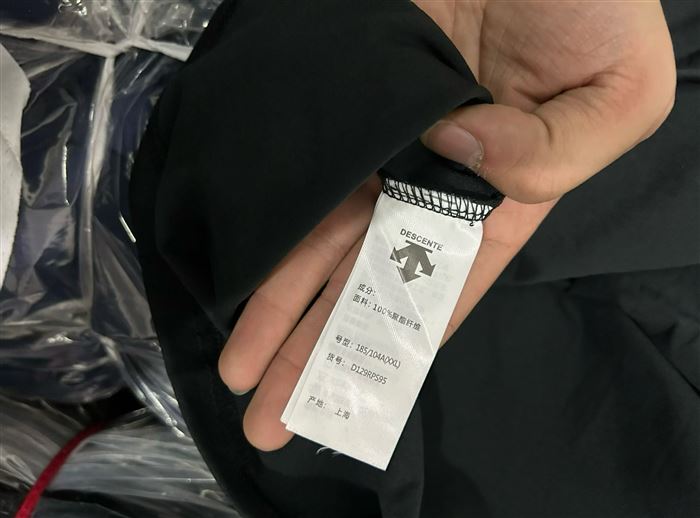 DESCENTE
成分:
面料: 100%聚酯纤维
号型: 185/104A(XXL)
货号: D129RPS95
产地: 上海